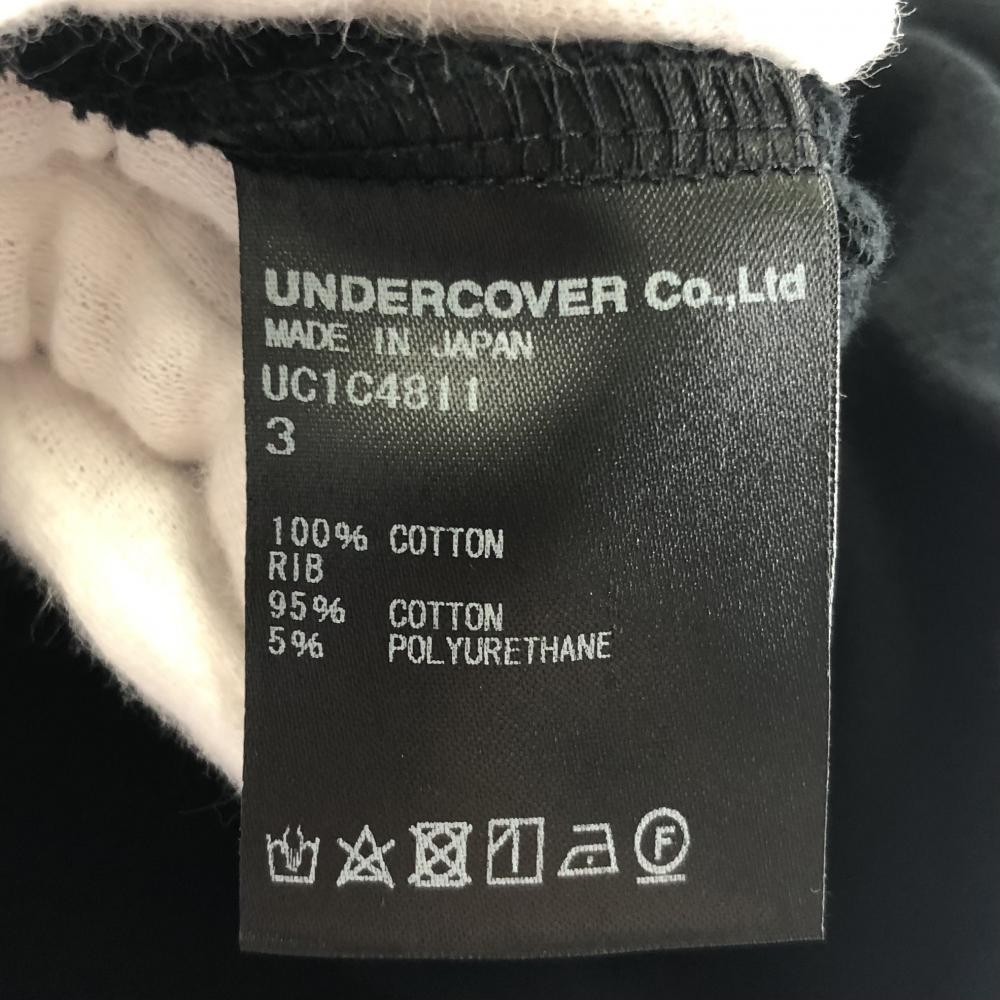 UNDERCOVER Co.,Ltd
MADE IN JAPAN
UC1C4811
3
100% COTTON
RIB
95% COTTON
5% POLYURETHANE
F